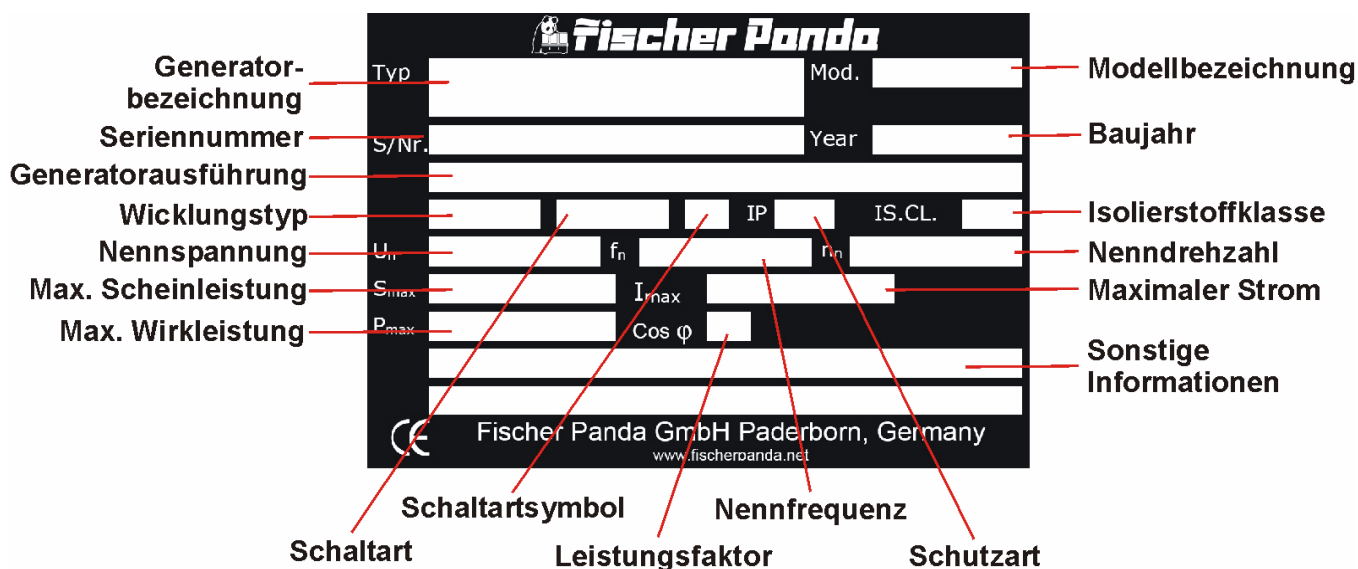 Fischer Panda
Generator-
bezeichnung
Typ
Mod.
Modellbezeichnung
Seriennummer
S/Nr.
Year
Baujahr
Generatorausführung
Wicklungstyp
IP
IS.CL.
Isolierstoffklasse
Nennspannung
Un
fn
nn
Nenndrehzahl
Max. Scheinleistung
Smax
Imax
Maximaler Strom
Max. Wirkleistung
Pmax
Cos φ
Sonstige
Informationen
CE
Fischer Panda GmbH Paderborn, Germany
www.fischerpanda.net
Schaltartsymbol
Nennfrequenz
Schaltart
Leistungsfaktor
Schutzart